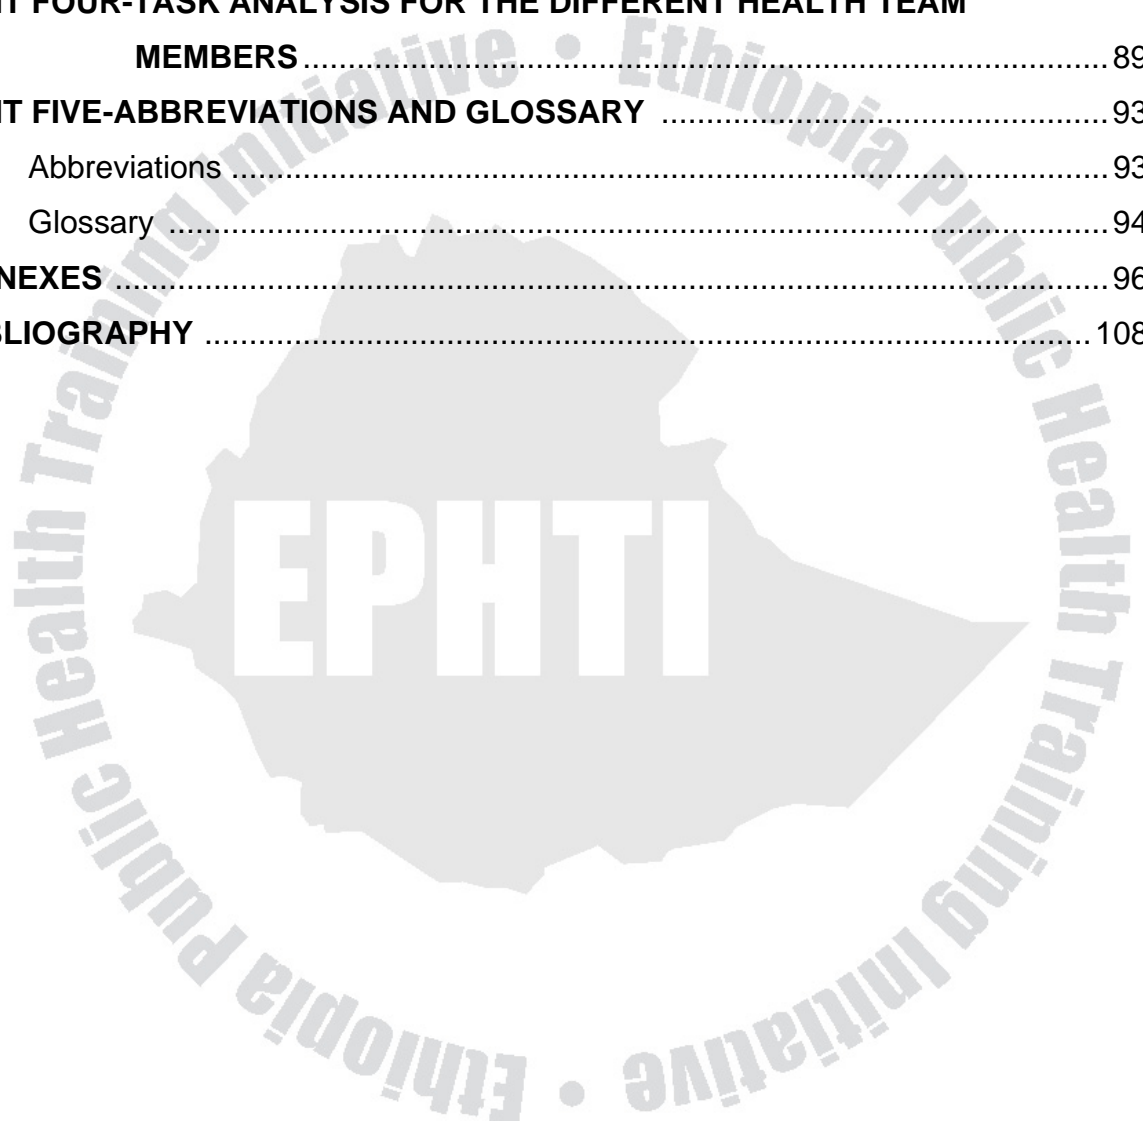 IT FOUR-TASK ANALYSIS FOR THE DIFFERENT HEALTH TEAM
MEMBERS ................................................................ 89
IT FIVE-ABBREVIATIONS AND GLOSSARY ................................ 93
Abbreviations ................................................................ 93
Glossary ................................................................ 94
NEXES ................................................................ 96
BLIOGRAPHY ................................................................ 108
Ethiopia Public Health Training Initiative • Ethiopia Public Health Training Initiative •
EPHTI